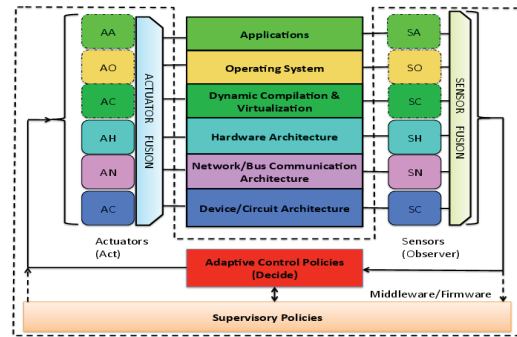 AA
AO
AC
AH
AN
AC
ACTUATOR FUSION
Applications
Operating System
Dynamic Compilation &
Virtualization
Hardware Architecture
Network/Bus Communication
Architecture
Device/Circuit Architecture
SA
SO
SC
SH
SN
SC
SENSOR FUSION
Actuators
(Act)
Sensors
(Observer)
Adaptive Control Policies
(Decide)
Middleware/Firmware
Supervisory Policies